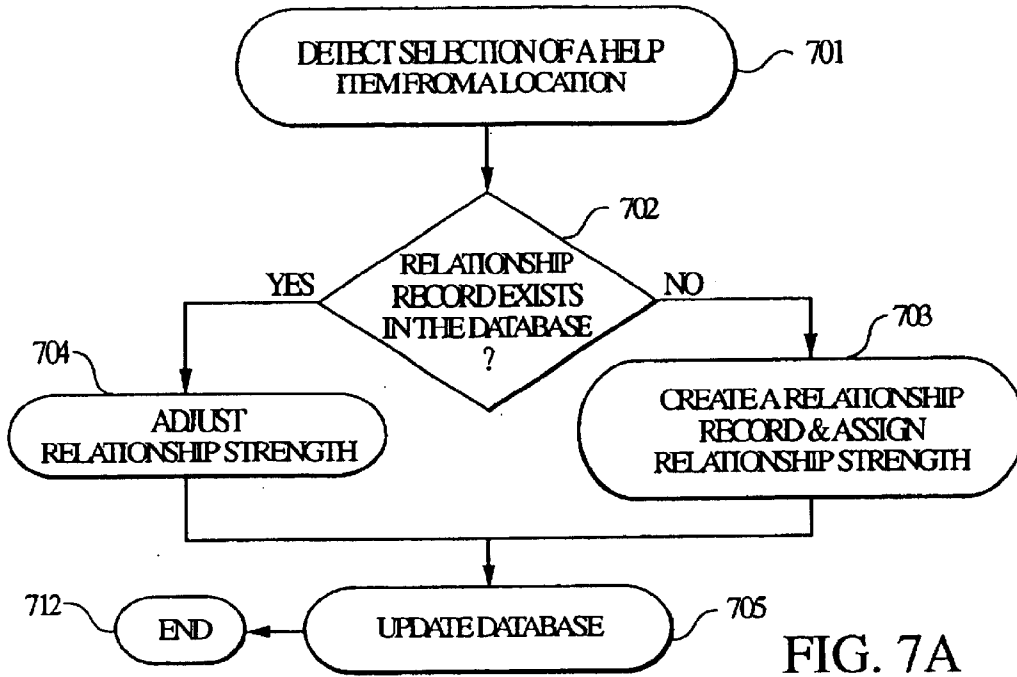 DETECT SELECTION OF A HELP
ITEM FROM A LOCATION
701
702
RELATIONSHIP
RECORD EXISTS
IN THE DATABASE
?
YES
NO
704
703
ADJUST
RELATIONSHIP STRENGTH
CREATE A RELATIONSHIP
RECORD & ASSIGN
RELATIONSHIP STRENGTH
712
END
UPDATE DATABASE
705
FIG. 7A